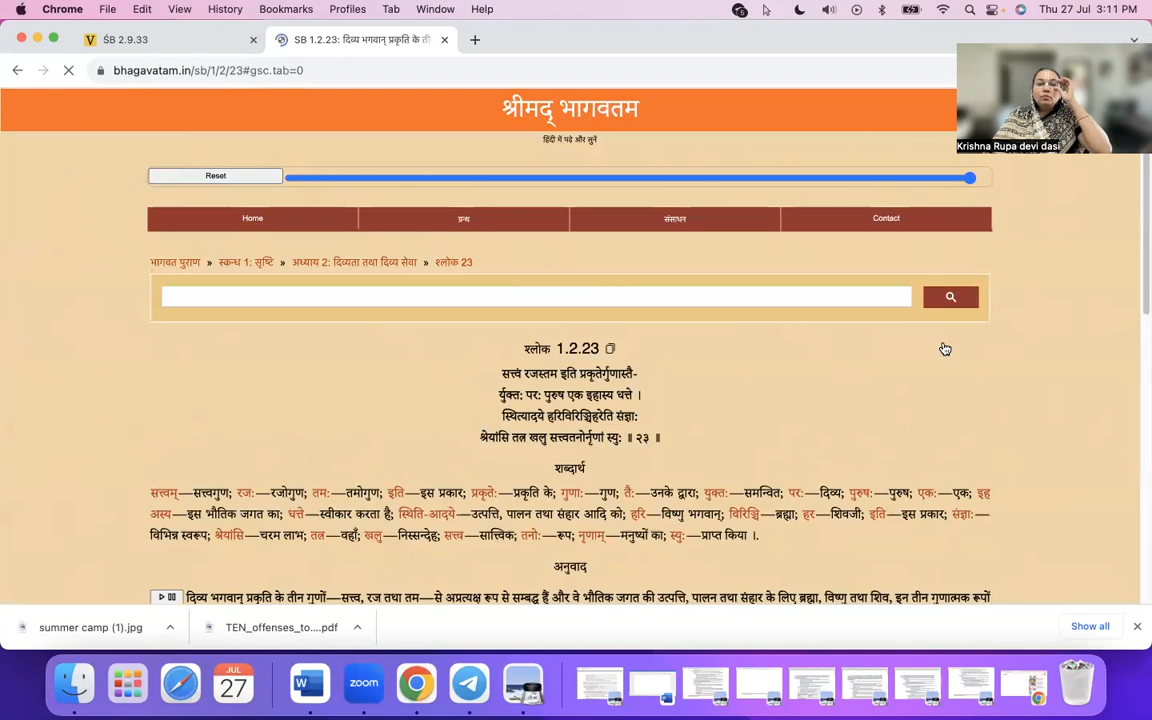 Chrome File Edit View History Bookmarks Profiles Tab Window Help Thu 27 Jul 3:11 PM
ŚB 2.9.33
SB 1.2.23: दिव्य भगवान् प्रकृति के ती
bhagavatam.in/sb/1/2/23#gsc.tab=0
Krishna Rupa devi dasi
श्रीमद् भागवतम
हिंदी में पढ़े और सुनें
Reset
Home ग्रन्थ संसाधन Contact
भागवत पुराण » स्कन्ध 1: सृष्टि » अध्याय 2: दिव्यता तथा दिव्य सेवा » श्लोक 23
श्लोक 1.2.23
सत्त्वं रजस्तम इति प्रकृतेर्गुणास्तै-
र्युक्त: पर: पुरुष एक इहास्य धत्ते ।
स्थित्यादये हरिविरिञ्चिहरेति संज्ञा:
श्रेयांसि तत्र खलु सत्त्वतनोर्नृणां स्यु: ॥ २३ ॥
शब्दार्थ
सत्त्वम्—सत्त्वगुण; रज:—रजोगुण; तम:—तमोगुण; इति—इस प्रकार; प्रकृते:—प्रकृति के; गुणा:—गुण; तै:—उनके द्वारा; युक्त:—समन्वित; पर:—दिव्य; पुरुष:—पुरुष; एक:—एक; इह
अस्य—इस भौतिक जगत का; धत्ते—स्वीकार करता है; स्थिति-आदये—उत्पत्ति, पालन तथा संहार आदि को; हरि—विष्णु भगवान्; विरिञ्चि—ब्रह्मा; हर—शिवजी; इति—इस प्रकार; संज्ञा:—
विभिन्न स्वरूप; श्रेयांसि—चरम लाभ; तत्र—वहाँ; खलु—निस्सन्देह; सत्त्व—सात्त्विक; तनो:—रूप; नृणाम्—मनुष्यों का; स्यु:—प्राप्त किया ।.
अनुवाद
दिव्य भगवान् प्रकृति के तीन गुणों—सत्त्व, रज तथा तम—से अप्रत्यक्ष रूप से सम्बद्ध हैं और वे भौतिक जगत की उत्पत्ति, पालन तथा संहार के लिए ब्रह्मा, विष्णु तथा शिव, इन तीन गुणात्मक रूपों
summer camp (1).jpg TEN_offenses_to....pdf Show all
JUL
27
zoom